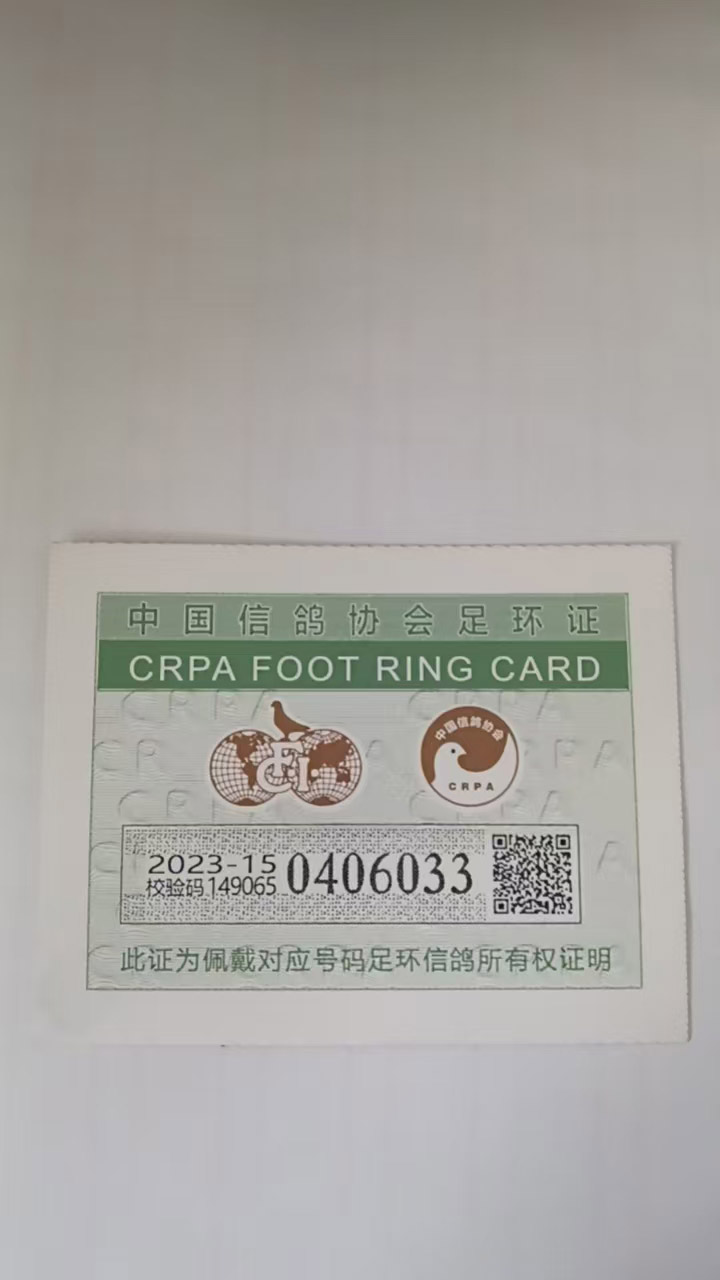 中国信鸽协会足环证
CRPA FOOT RING CARD
FCI
中国信鸽协会
CRPA
2023-15
校验码149065
0406033
此证为佩戴对应号码足环信鸽所有权证明